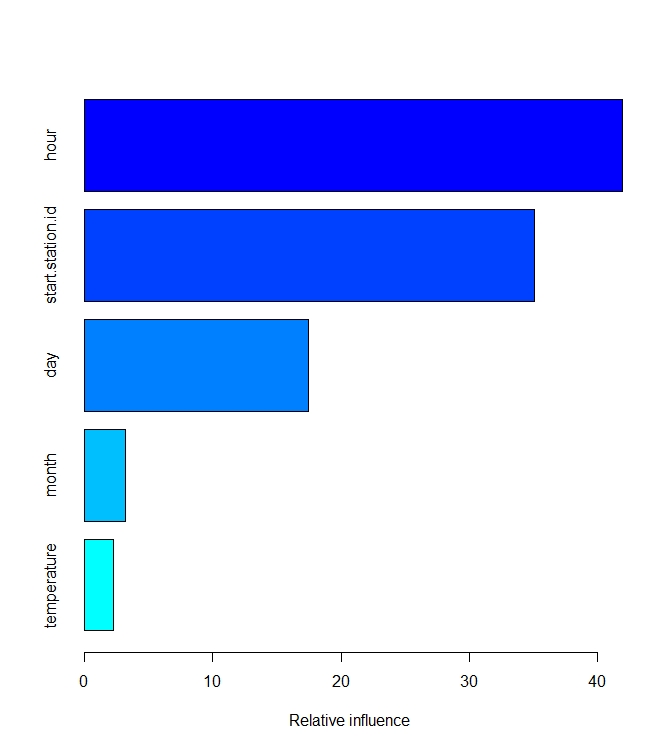 hour
start.station.id
day
month
temperature
0 10 20 30 40
Relative influence